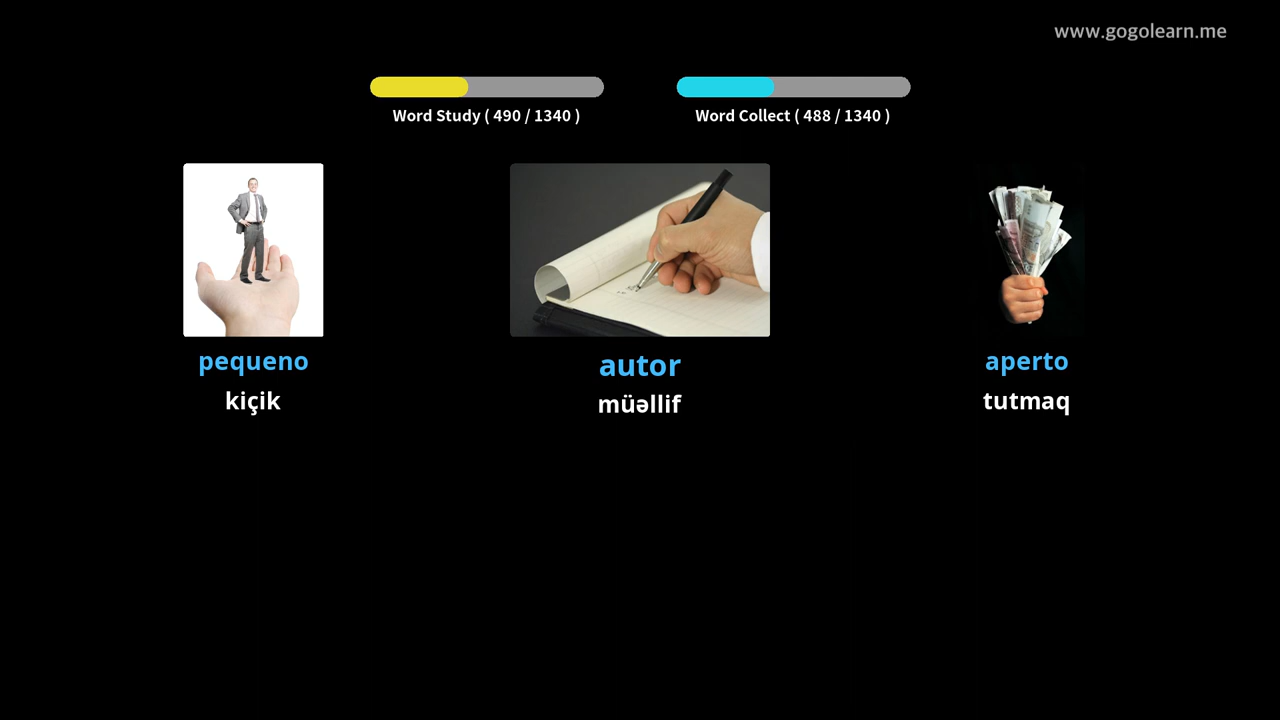 www.gogolearn.me
Word Study ( 490 / 1340 )
Word Collect ( 488 / 1340 )
pequeno
autor
aperto
kiçik
müəllif
tutmaq